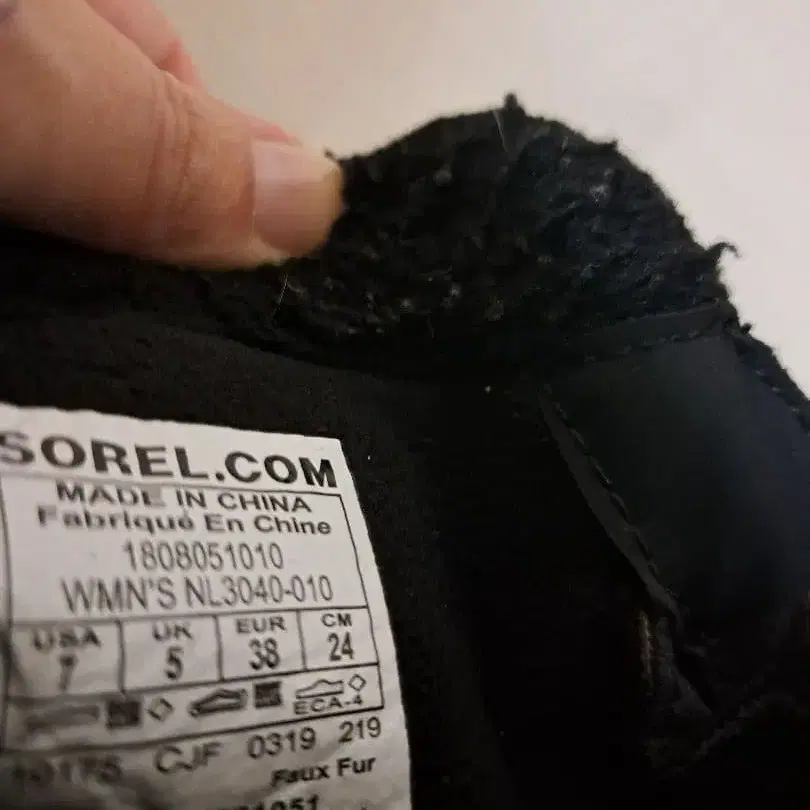 SOREL.COM
MADE IN CHINA
Fabriqué En Chine
1808051010
WMN'S NL3040-010
USA UK EUR CM
7 5 38 24
ECA-4
CJF 0319 219
Faux Fur